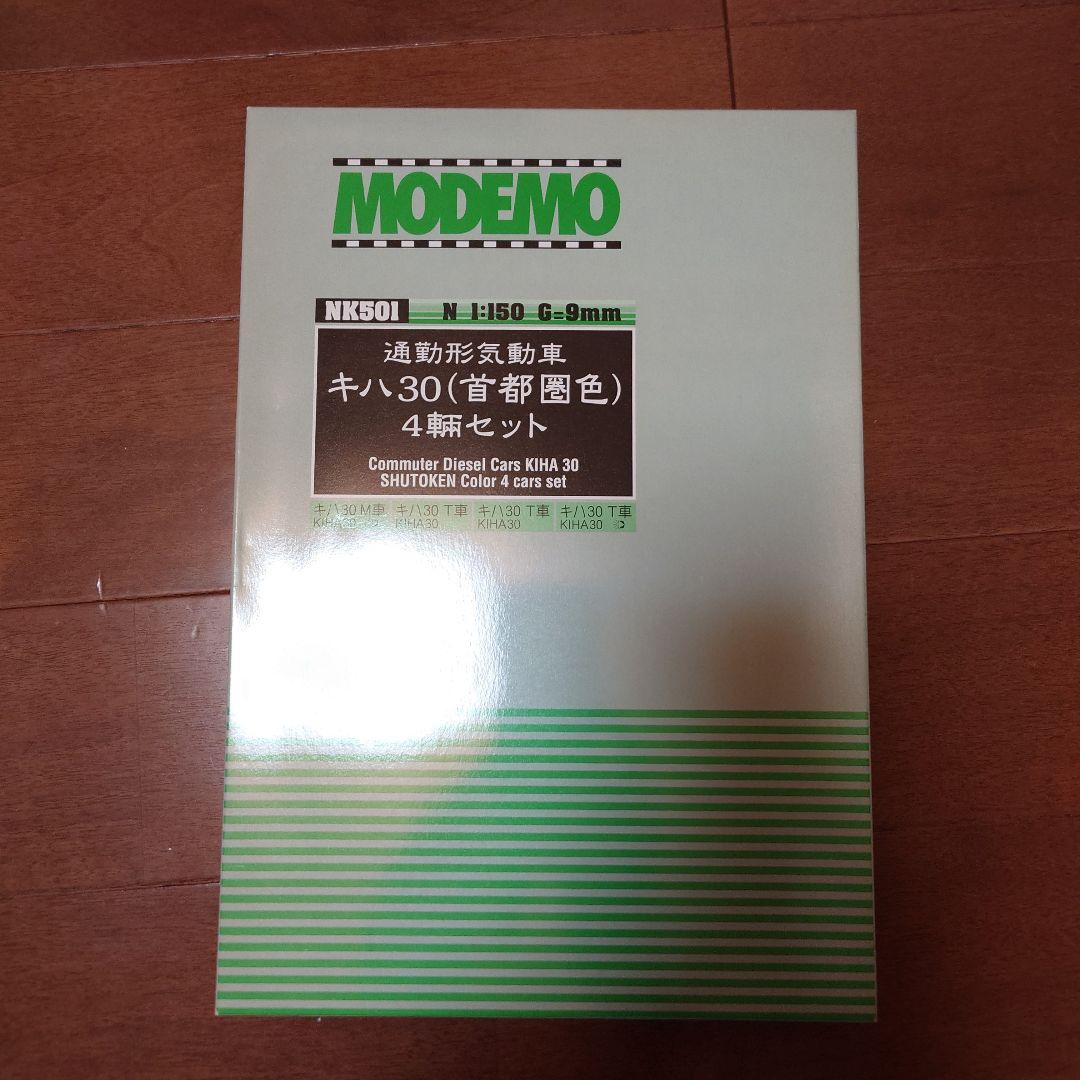 MODEMO
NK501 N 1:150 G=9mm
通勤形気動車
キハ30(首都圏色)
4輌セット
Commuter Diesel Cars KIHA 30
SHUTOKEN Color 4 cars set
キハ30 M車 キハ30 T車 キハ30 T車 キハ30 T車
KIHA30 KIHA30 KIHA30 KIHA30